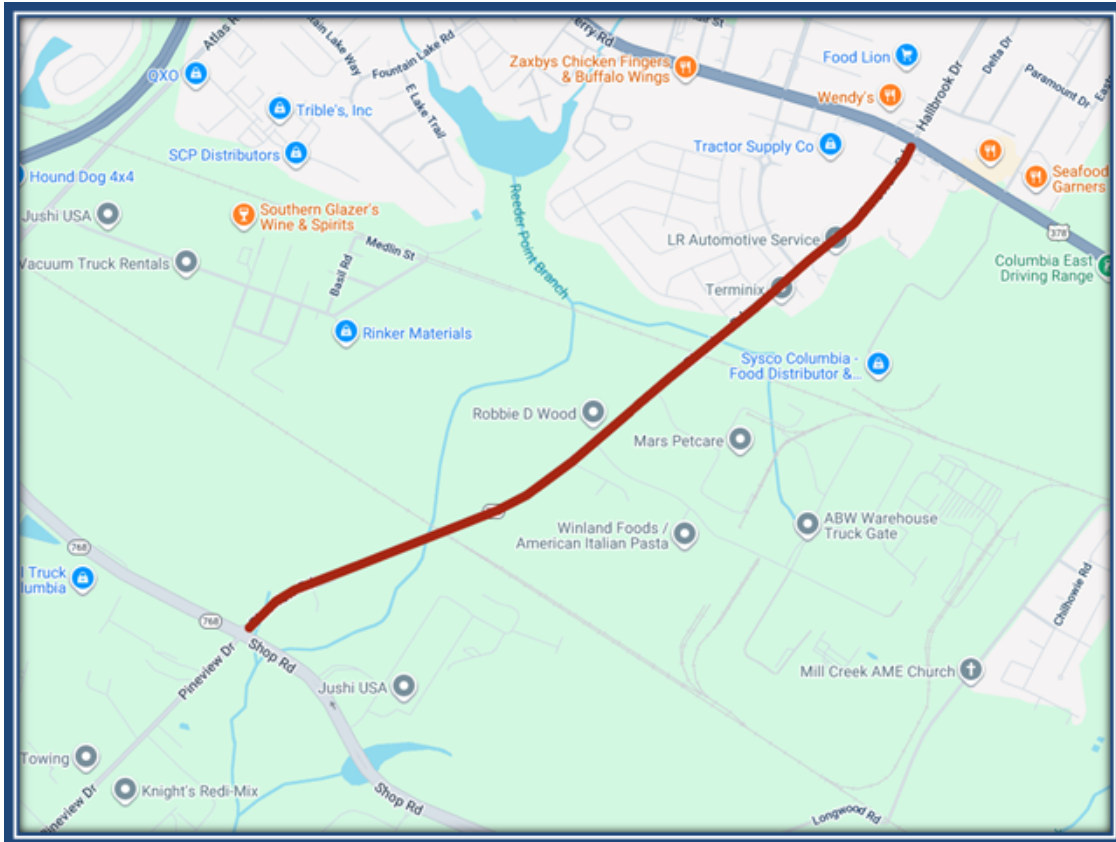 Atlas R
Fountain Lake Rd
E Lake Trail
QXO
Trible's, Inc
SCP Distributors
Hound Dog 4x4
Jushi USA
Southern Glazer's
Wine & Spirits
Vacuum Truck Rentals
Medlin St
Basil Rd
Rinker Materials
Reeder Point Branch
erry Rd
Zaxbys Chicken Fingers
& Buffalo Wings
Food Lion
Wendy's
Hallbrook Dr
Delta Dr
Paramount Dr
Tractor Supply Co
Seafood
Garners
378
Columbia East
Driving Range
LR Automotive Service
Terminix
Sysco Columbia -
Food Distributor &...
Robbie D Wood
Mars Petcare
Winland Foods /
American Italian Pasta
ABW Warehouse
Truck Gate
Chilhowie Rd
768
l Truck
lumbia
768
Shop Rd
Pineview Dr
Jushi USA
Mill Creek AME Church
Towing
Knight's Redi-Mix
Pineview Dr
Shop Rd
Longwood Rd